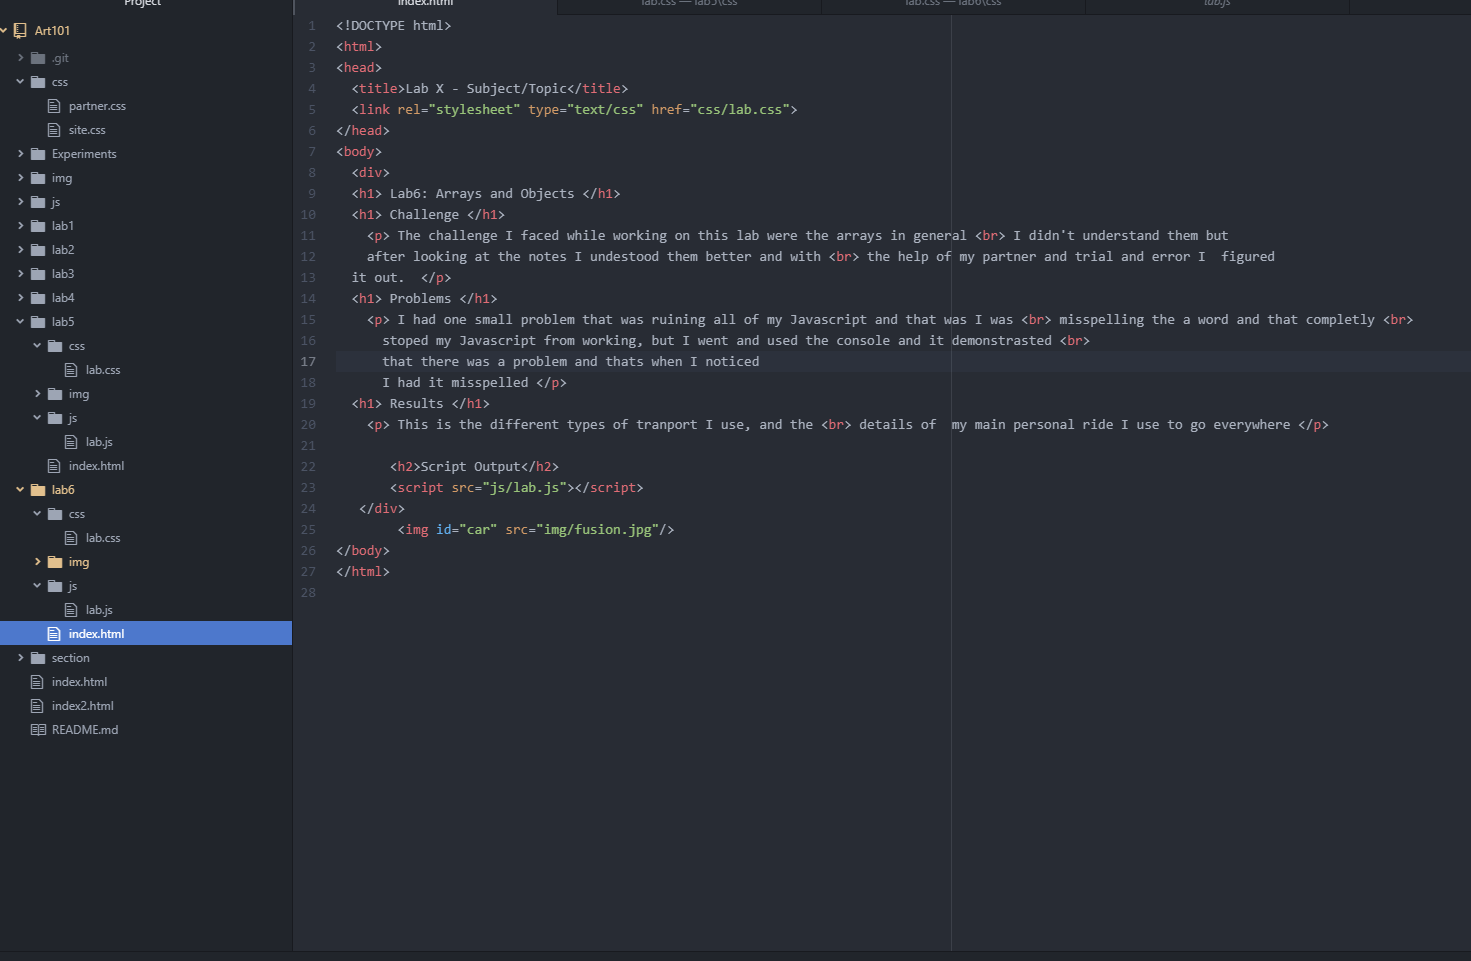 Project
Art101
.git
css
partner.css
site.css
Experiments
img
js
lab1
lab2
lab3
lab4
lab5
css
lab.css
img
js
lab.js
index.html
lab6
css
lab.css
img
js
lab.js
index.html
section
index.html
index2.html
README.md
index.html
lab.css — lab5\css
lab.css — lab6\css
lab.js
1 <!DOCTYPE html>
2 <html>
3 <head>
4 <title>Lab X - Subject/Topic</title>
5 <link rel="stylesheet" type="text/css" href="css/lab.css">
6 </head>
7 <body>
8 <div>
9 <h1> Lab6: Arrays and Objects </h1>
10 <h1> Challenge </h1>
11 <p> The challenge I faced while working on this lab were the arrays in general <br> I didn't understand them but
12 after looking at the notes I undestood them better and with <br> the help of my partner and trial and error I  figured
13 it out.  </p>
14 <h1> Problems </h1>
15 <p> I had one small problem that was ruining all of my Javascript and that was I was <br> misspelling the a word and that completly <br>
16 stoped my Javascript from working, but I went and used the console and it demonstrasted <br>
17 that there was a problem and thats when I noticed
18 I had it misspelled </p>
19 <h1> Results </h1>
20 <p> This is the different types of tranport I use, and the <br> details of  my main personal ride I use to go everywhere </p>
21
22 <h2>Script Output</h2>
23 <script src="js/lab.js"></script>
24 </div>
25 <img id="car" src="img/fusion.jpg"/>
26 </body>
27 </html>
28